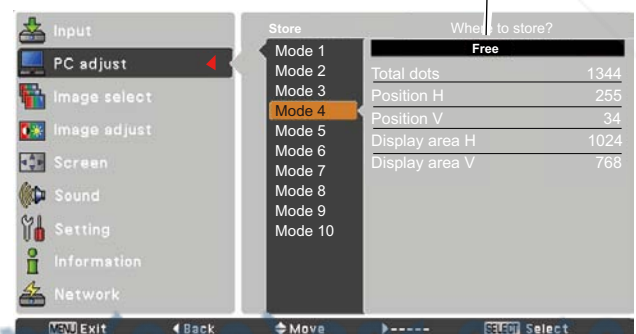 Input
PC adjust
Image select
Image adjust
Screen
Sound
Setting
Information
Network
Store
Mode 1
Mode 2
Mode 3
Mode 4
Mode 5
Mode 6
Mode 7
Mode 8
Mode 9
Mode 10
Where to store?
Free
Total dots 1344
Position H 255
Position V 34
Display area H 1024
Display area V 768
MENU Exit Back Move ----- SELECT Select